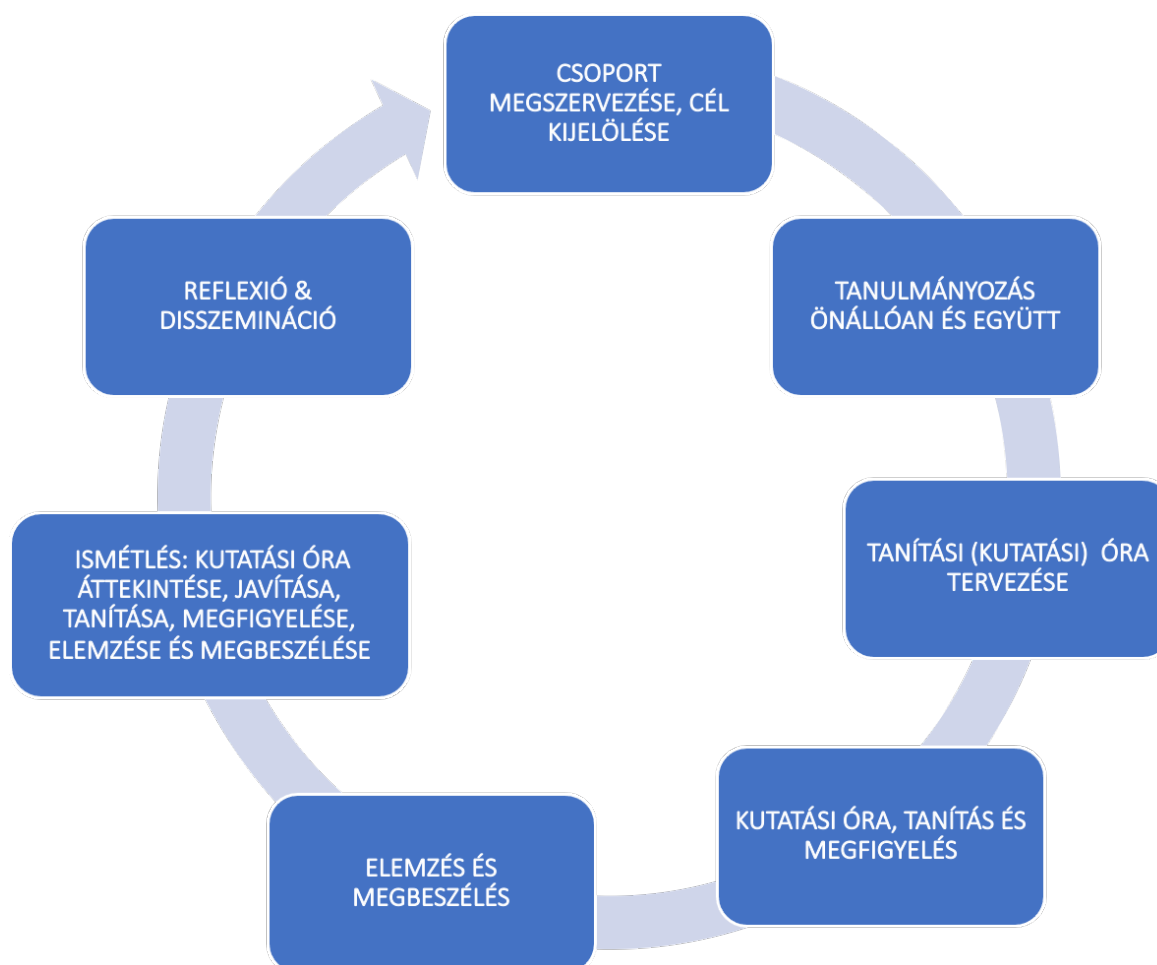 CSOPORT
MEGSZERVEZÉSE, CÉL
KIJELÖLÉSE
TANULMÁNYOZÁS
ÖNÁLLÓAN ÉS EGYÜTT
TANÍTÁSI (KUTATÁSI) ÓRA
TERVEZÉSE
KUTATÁSI ÓRA, TANÍTÁS ÉS
MEGFIGYELÉS
ELEMZÉS ÉS
MEGBESZÉLÉS
ISMÉTLÉS: KUTATÁSI ÓRA
ÁTTEKINTÉSE, JAVÍTÁSA,
TANÍTÁSA, MEGFIGYELÉSE,
ELEMZÉSE ÉS MEGBESZÉLÉSE
REFLEXIÓ &
DISSZEMINÁCIÓ